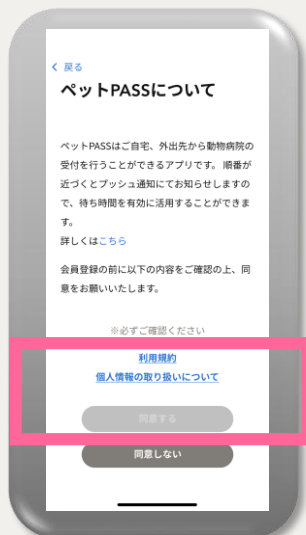 戻る
ペットPASSについて
ペットPASSはご自宅、外出先から動物病院の
受付を行うことができるアプリです。順番が
近づくとプッシュ通知にてお知らせしますの
で、待ち時間を有効に活用することができま
す。
詳しくはこちら
会員登録の前に以下の内容をご確認の上、同
意をお願いいたします。
※必ずご確認ください
利用規約
個人情報の取り扱いについて
同意する
同意しない